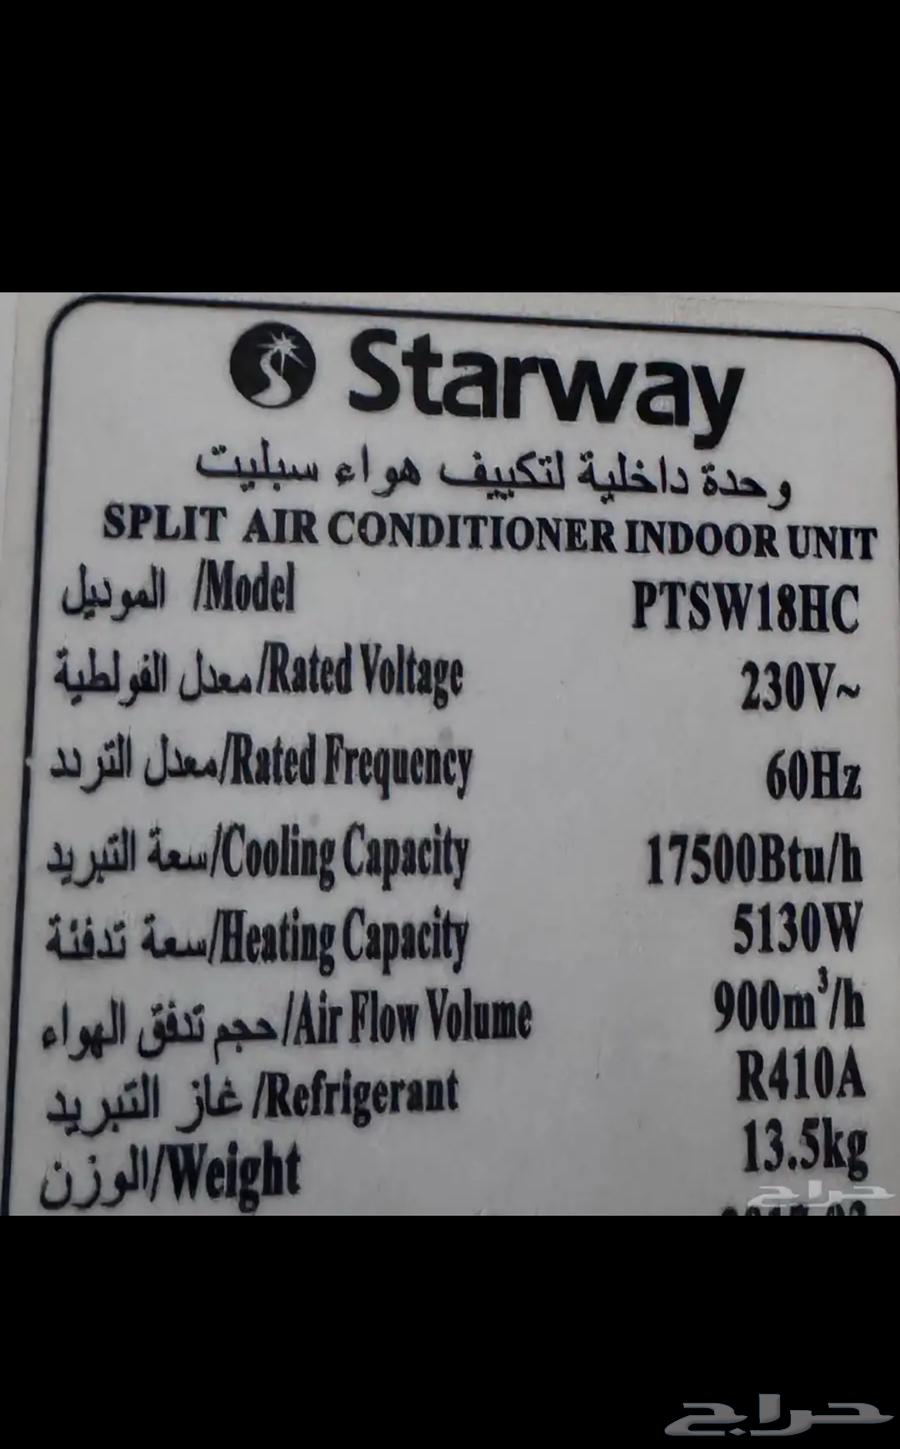 Starway
وحدة داخلية لتكييف هواء سبليت
SPLIT AIR CONDITIONER INDOOR UNIT
الموديل /Model PTSW18HC
معدل الفولطية/Rated Voltage 230V~
معدل التردد/Rated Frequency 60Hz
سعة التبريد/Cooling Capacity 17500Btu/h
سعة تدفئة/Heating Capacity 5130W
حجم تدفق الهواء/Air Flow Volume 900m³/h
غاز التبريد/Refrigerant R410A
الوزن/Weight 13.5kg
حراج
حراج